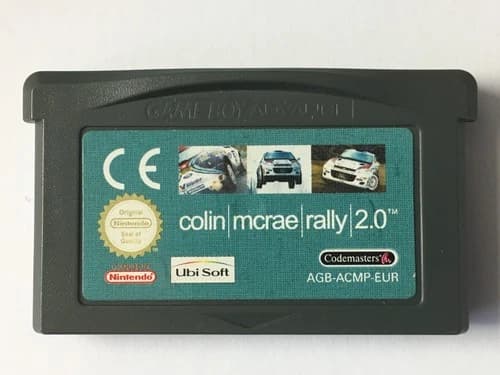 GAME BOY ADVANCE
CE
colin|mcrae|rally|2.0™
Original
Nintendo
Seal of
Quality
Nintendo
Ubi Soft
Codemasters
AGB-ACMP-EUR